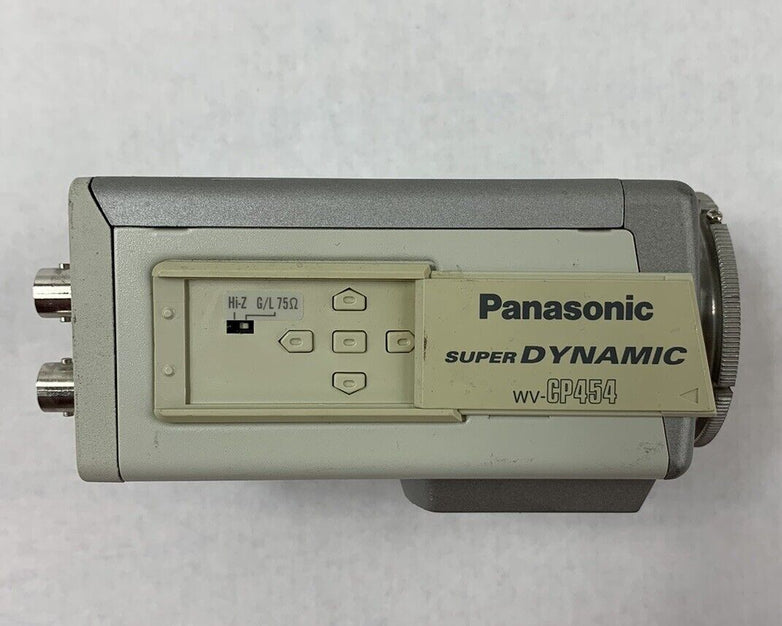 Hi-Z G/L 75Ω
Panasonic
SUPER DYNAMIC
WV-CP454